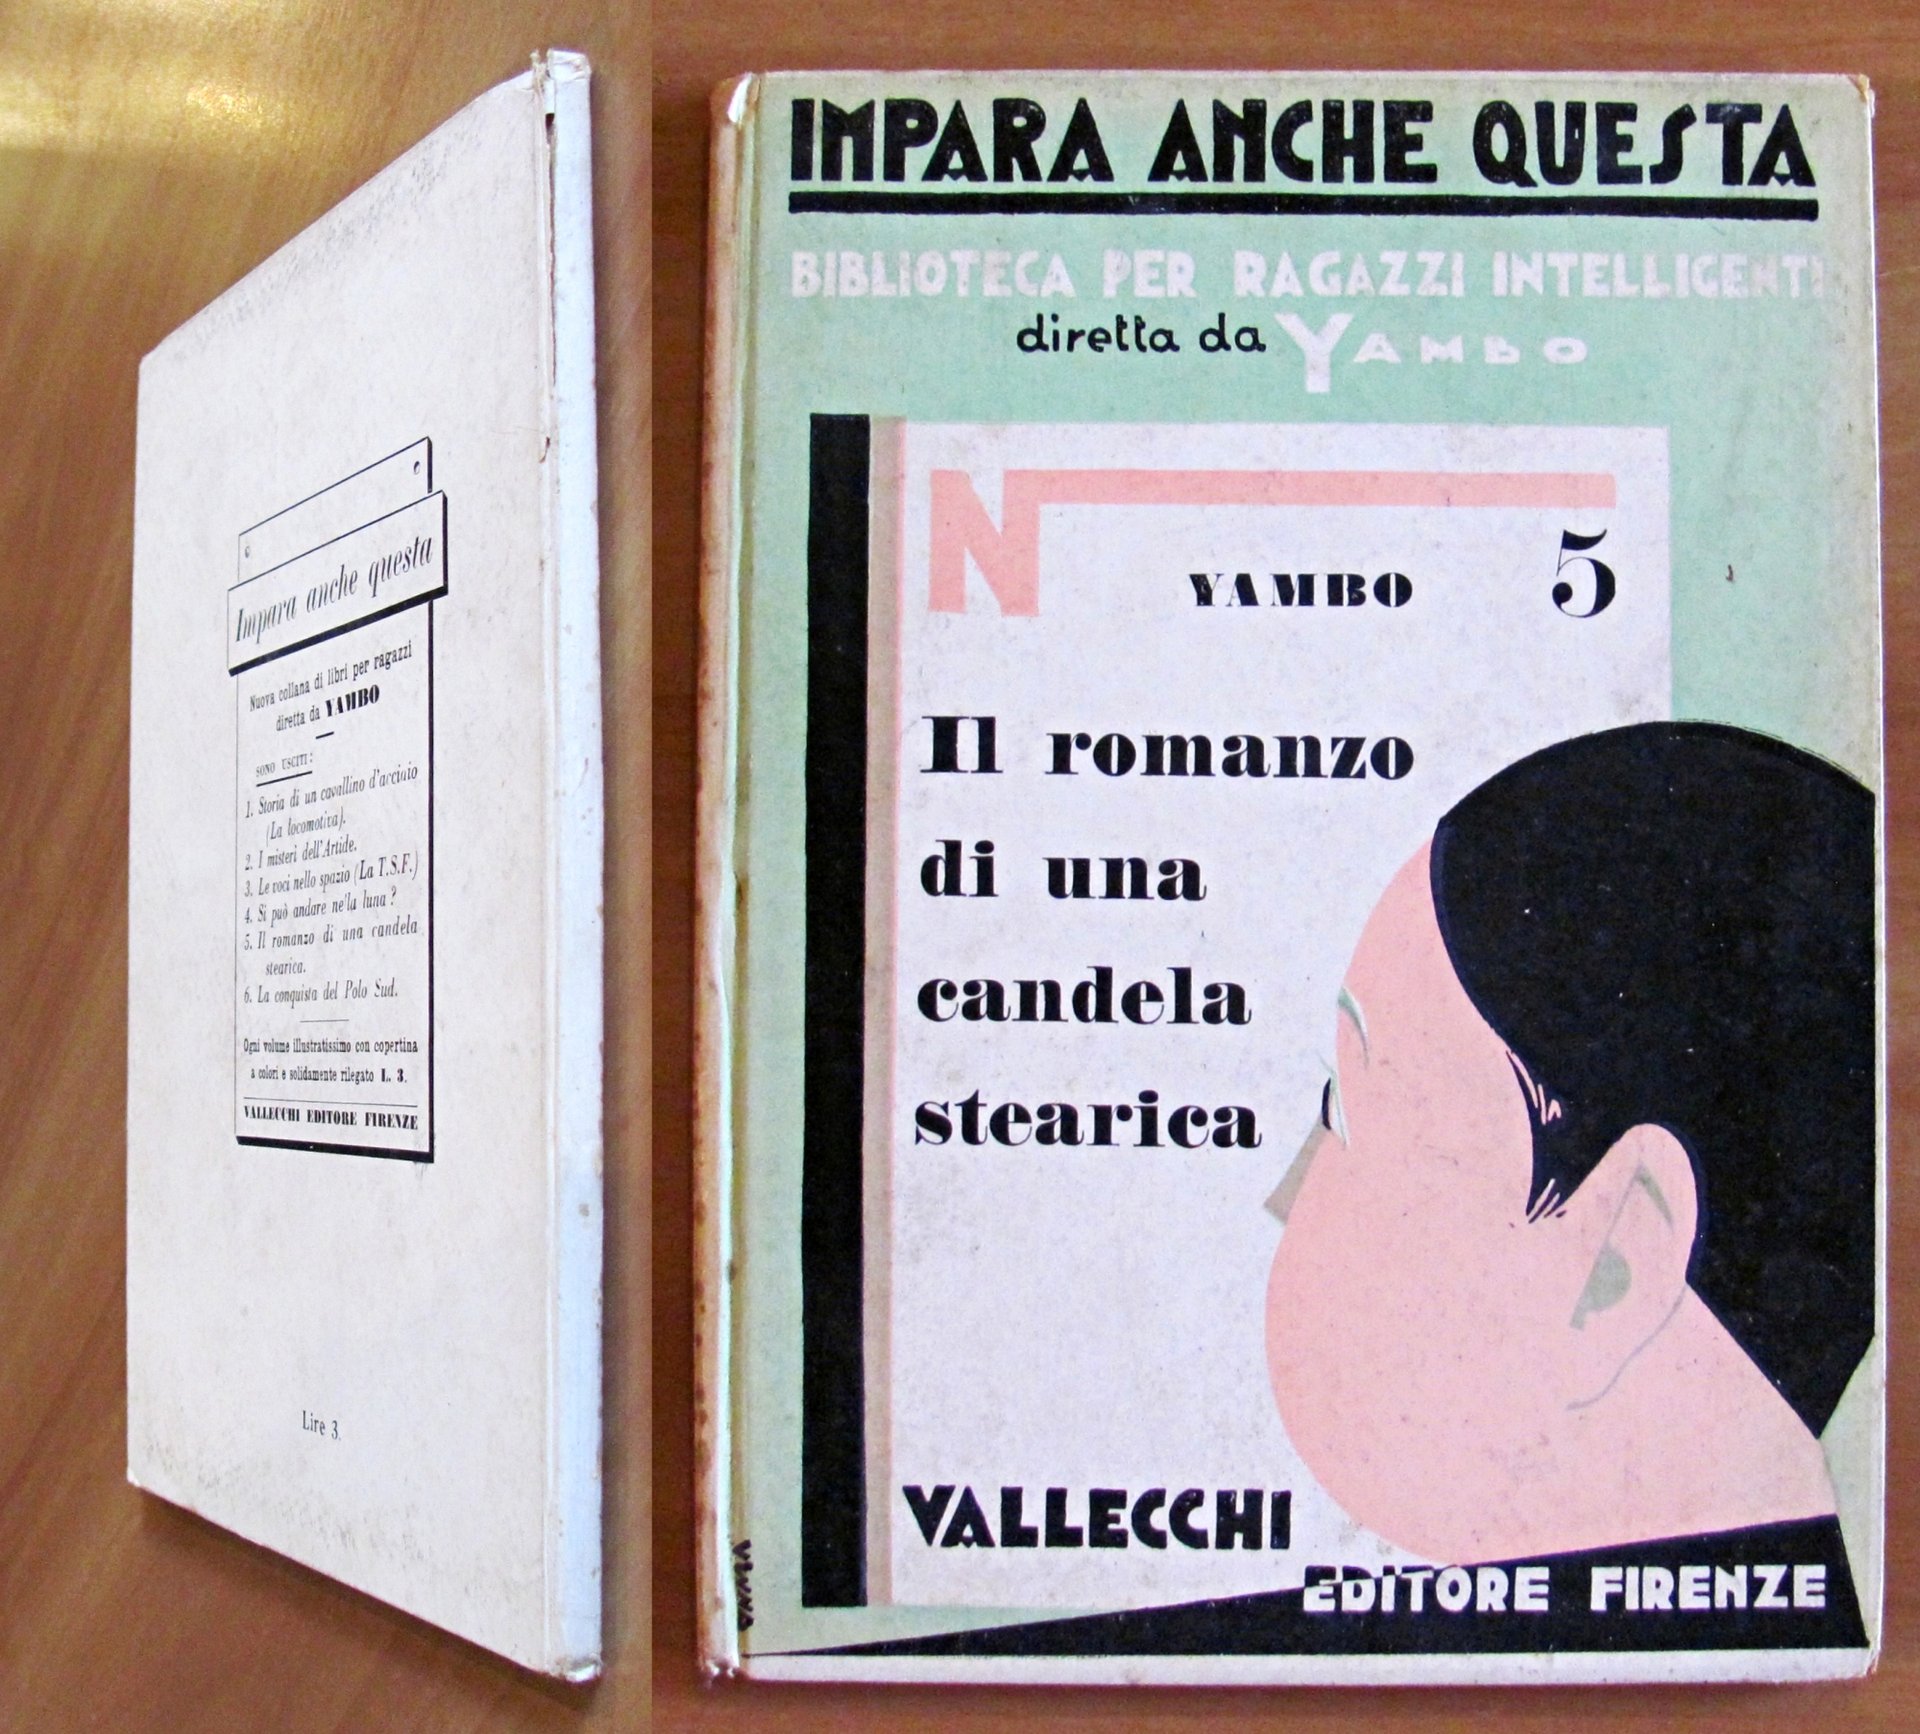 Impara anche questa
Nuova collana di libri per ragazzi
diretta da YAMBO
SONO USCITI:
1. Storia di un cavallino d'acciaio
(La locomotiva).
2. I misteri dell'Artide.
3. Le voci nello spazio (La T.S.F.)
4. Si può andare ne'la luna?
5. Il romanzo di una candela
stearica.
6. La conquista del Polo Sud.
Ogni volume illustratissimo con copertina
a colori e solidamente rilegato L. 3.
VALLECCHI EDITORE FIRENZE
Lire 3.
IMPARA ANCHE QUESTA
BIBLIOTECA PER RAGAZZI INTELLIGENTI
diretta da YAMBO
N 5
YAMBO
Il romanzo
di una
candela
stearica
VALLECCHI
EDITORE FIRENZE